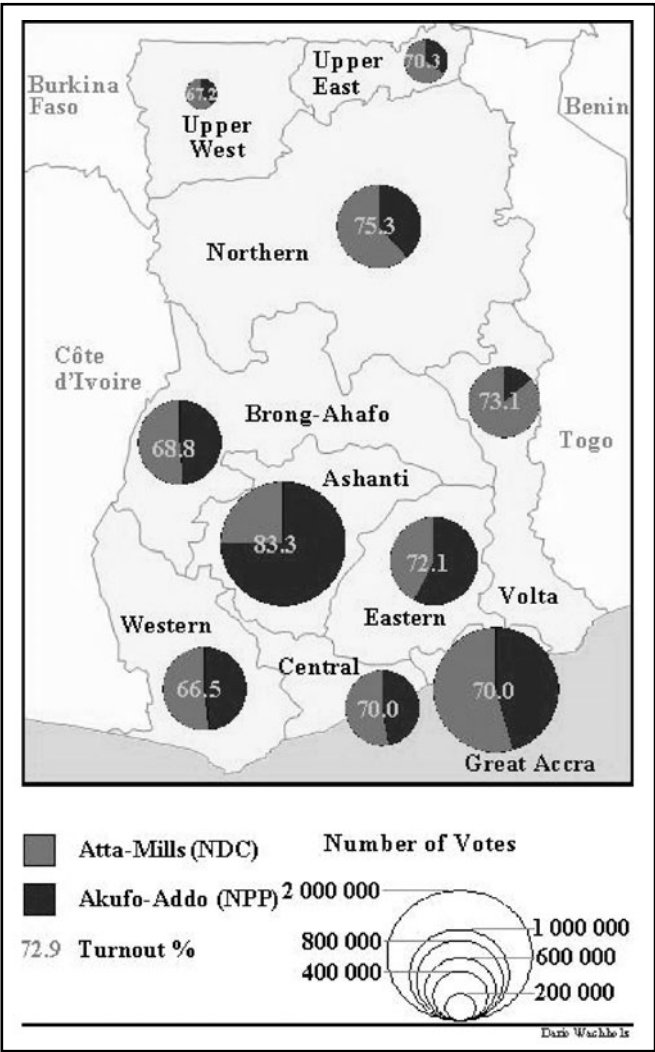 Burkina
Faso
Upper
East
70.3
67.2
Upper
West
Benin
75.3
Northern
Côte
d'Ivoire
73.1
Brong-Ahafo
68.8
Togo
Ashanti
83.3
72.1
Volta
Eastern
Western
Central
66.5
70.0
70.0
Great Accra
Atta-Mills (NDC)
Akufo-Addo (NPP)
72.9 Turnout %
Number of Votes
2 000 000
1 000 000
800 000
600 000
400 000
200 000
Dario Wachholz